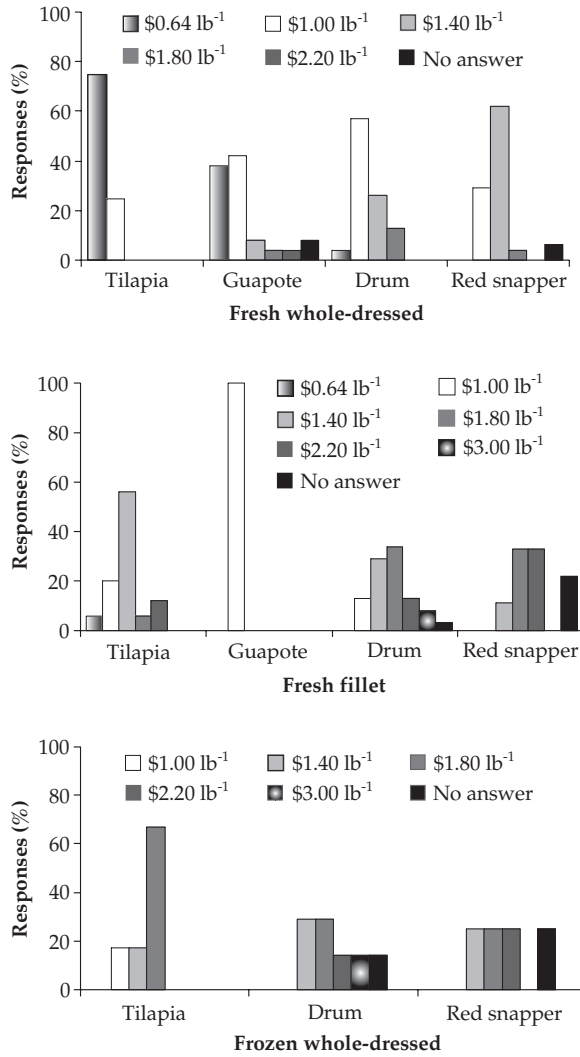 100
80
60
40
20
0
Responses (%)
$0.64 lb⁻¹ $1.00 lb⁻¹ $1.40 lb⁻¹
$1.80 lb⁻¹ $2.20 lb⁻¹ No answer
Tilapia Guapote Drum Red snapper
Fresh whole-dressed
100
80
60
40
20
0
Responses (%)
$0.64 lb⁻¹ $1.00 lb⁻¹
$1.40 lb⁻¹ $1.80 lb⁻¹
$2.20 lb⁻¹ $3.00 lb⁻¹
No answer
Tilapia Guapote Drum Red snapper
Fresh fillet
100
80
60
40
20
0
Responses (%)
$1.00 lb⁻¹ $1.40 lb⁻¹ $1.80 lb⁻¹
$2.20 lb⁻¹ $3.00 lb⁻¹ No answer
Tilapia Drum Red snapper
Frozen whole-dressed